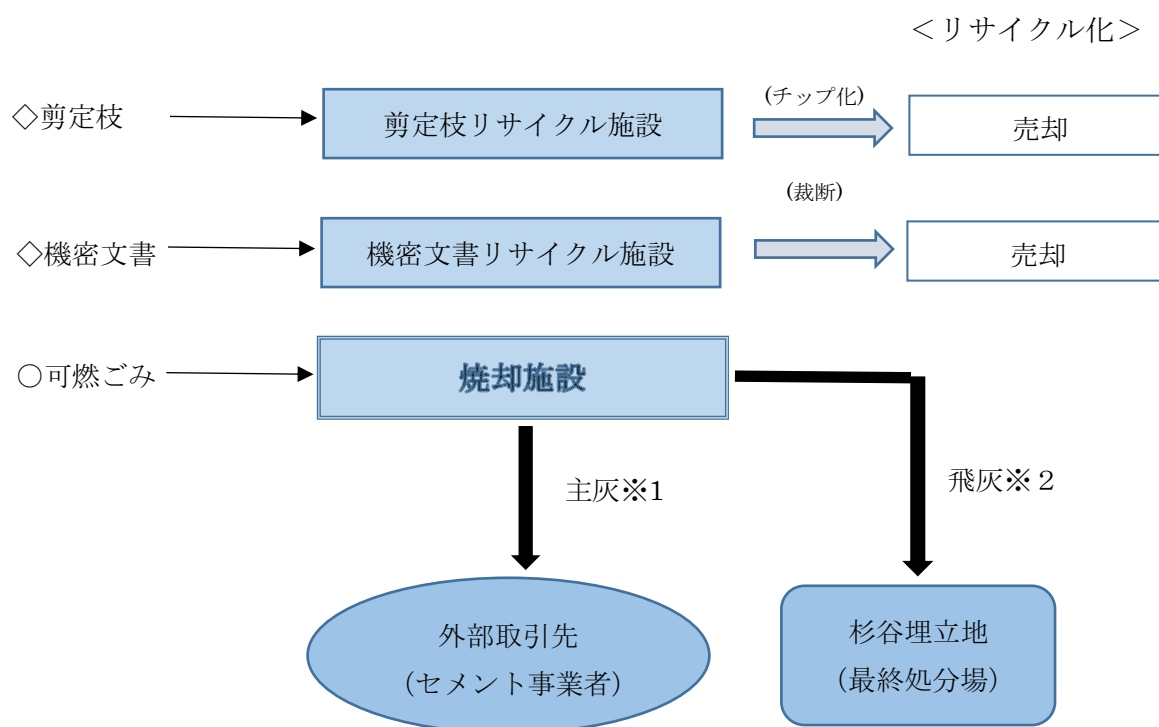 ＜リサイクル化＞
◇剪定枝
剪定枝リサイクル施設
(チップ化)
売却
◇機密文書
機密文書リサイクル施設
(裁断)
売却
○可燃ごみ
焼却施設
主灰※1
飛灰※２
外部取引先
（セメント事業者）
杉谷埋立地
（最終処分場）